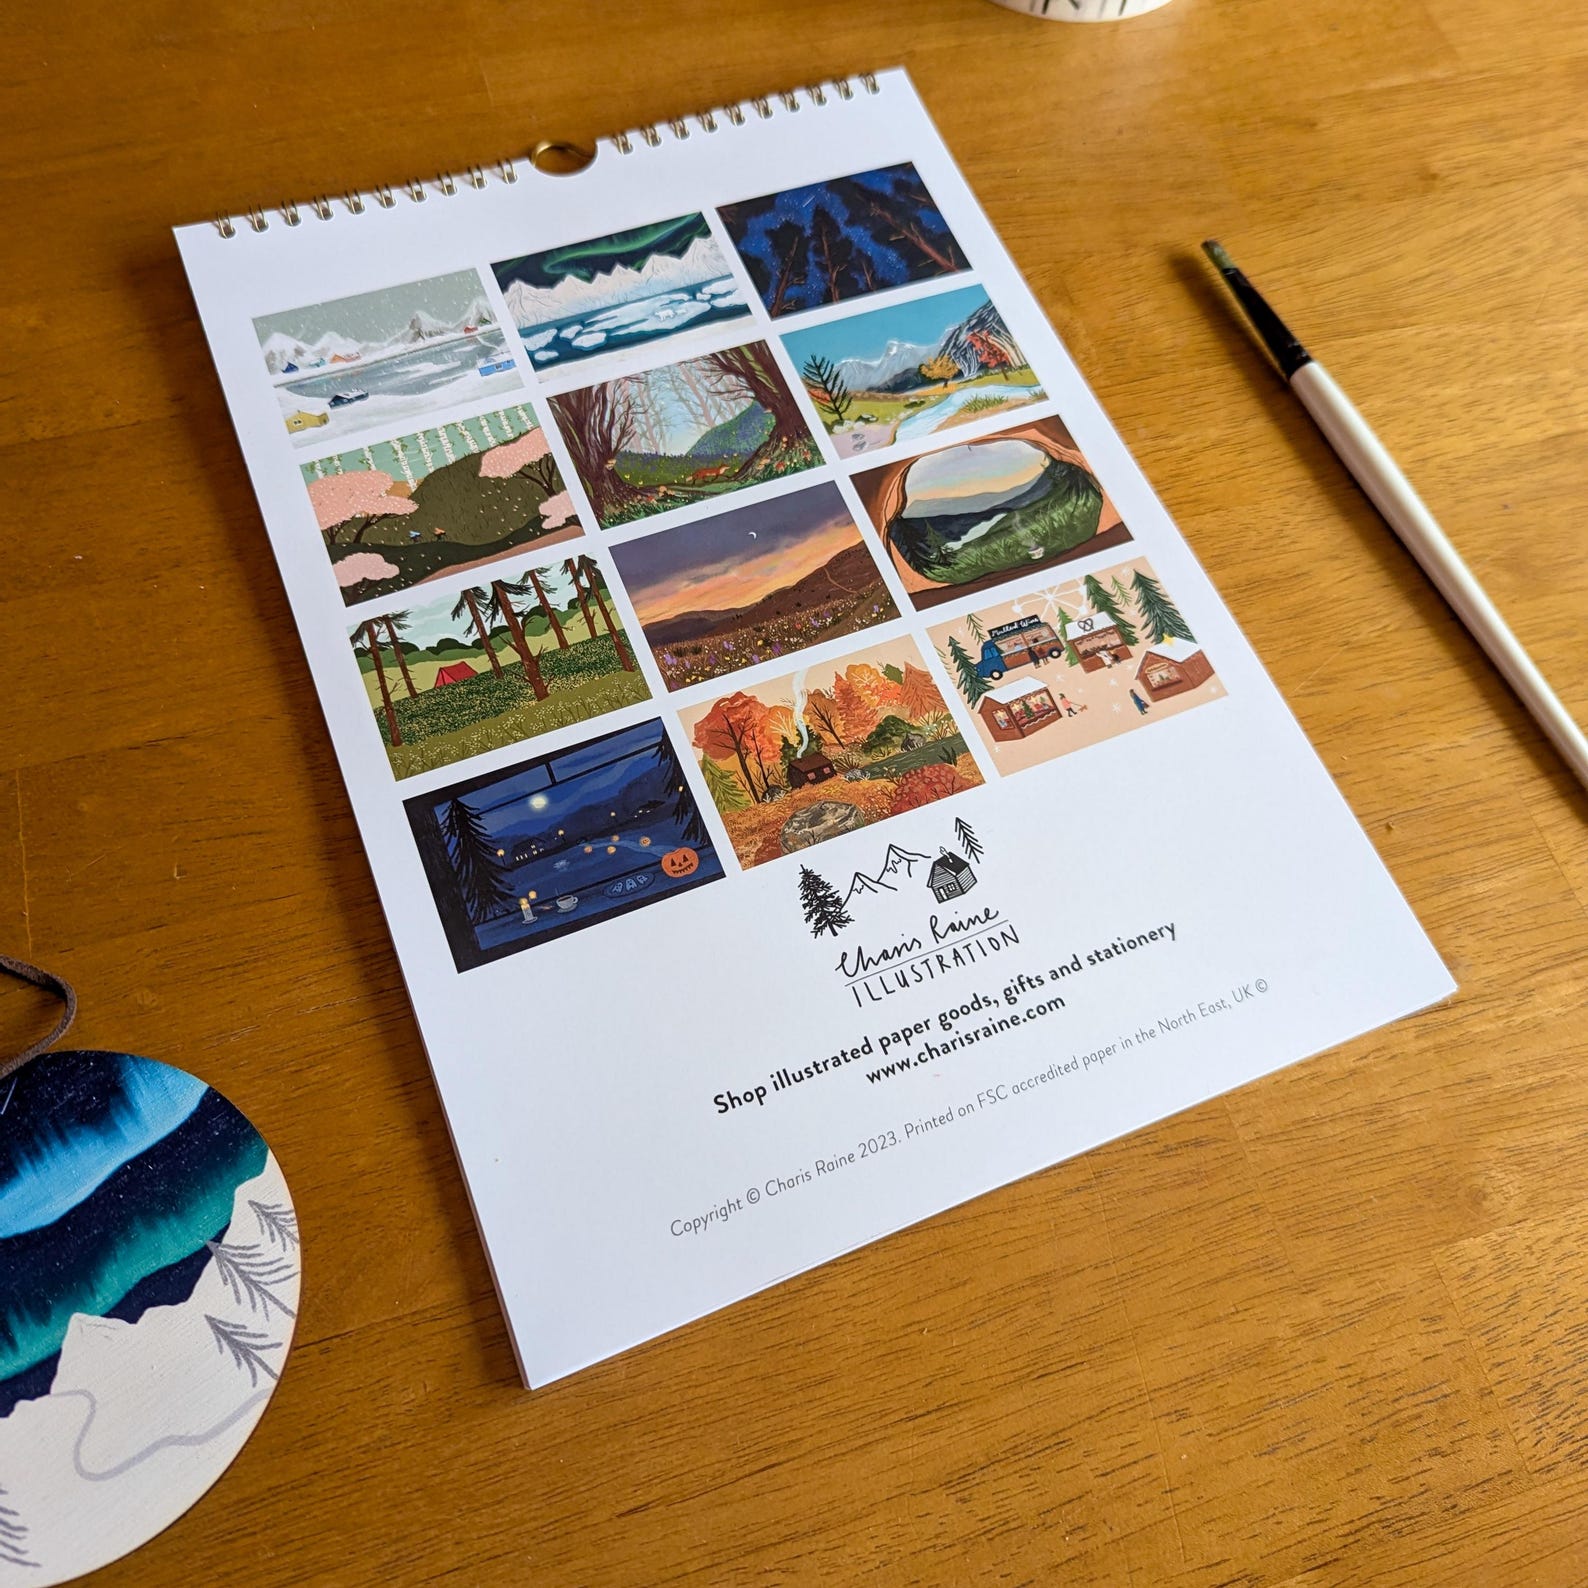 Mulled Wine
Charis Raine
ILLUSTRATION
Shop illustrated paper goods, gifts and stationery
www.charisraine.com
Copyright © Charis Raine 2023. Printed on FSC accredited paper in the North East, UK ©